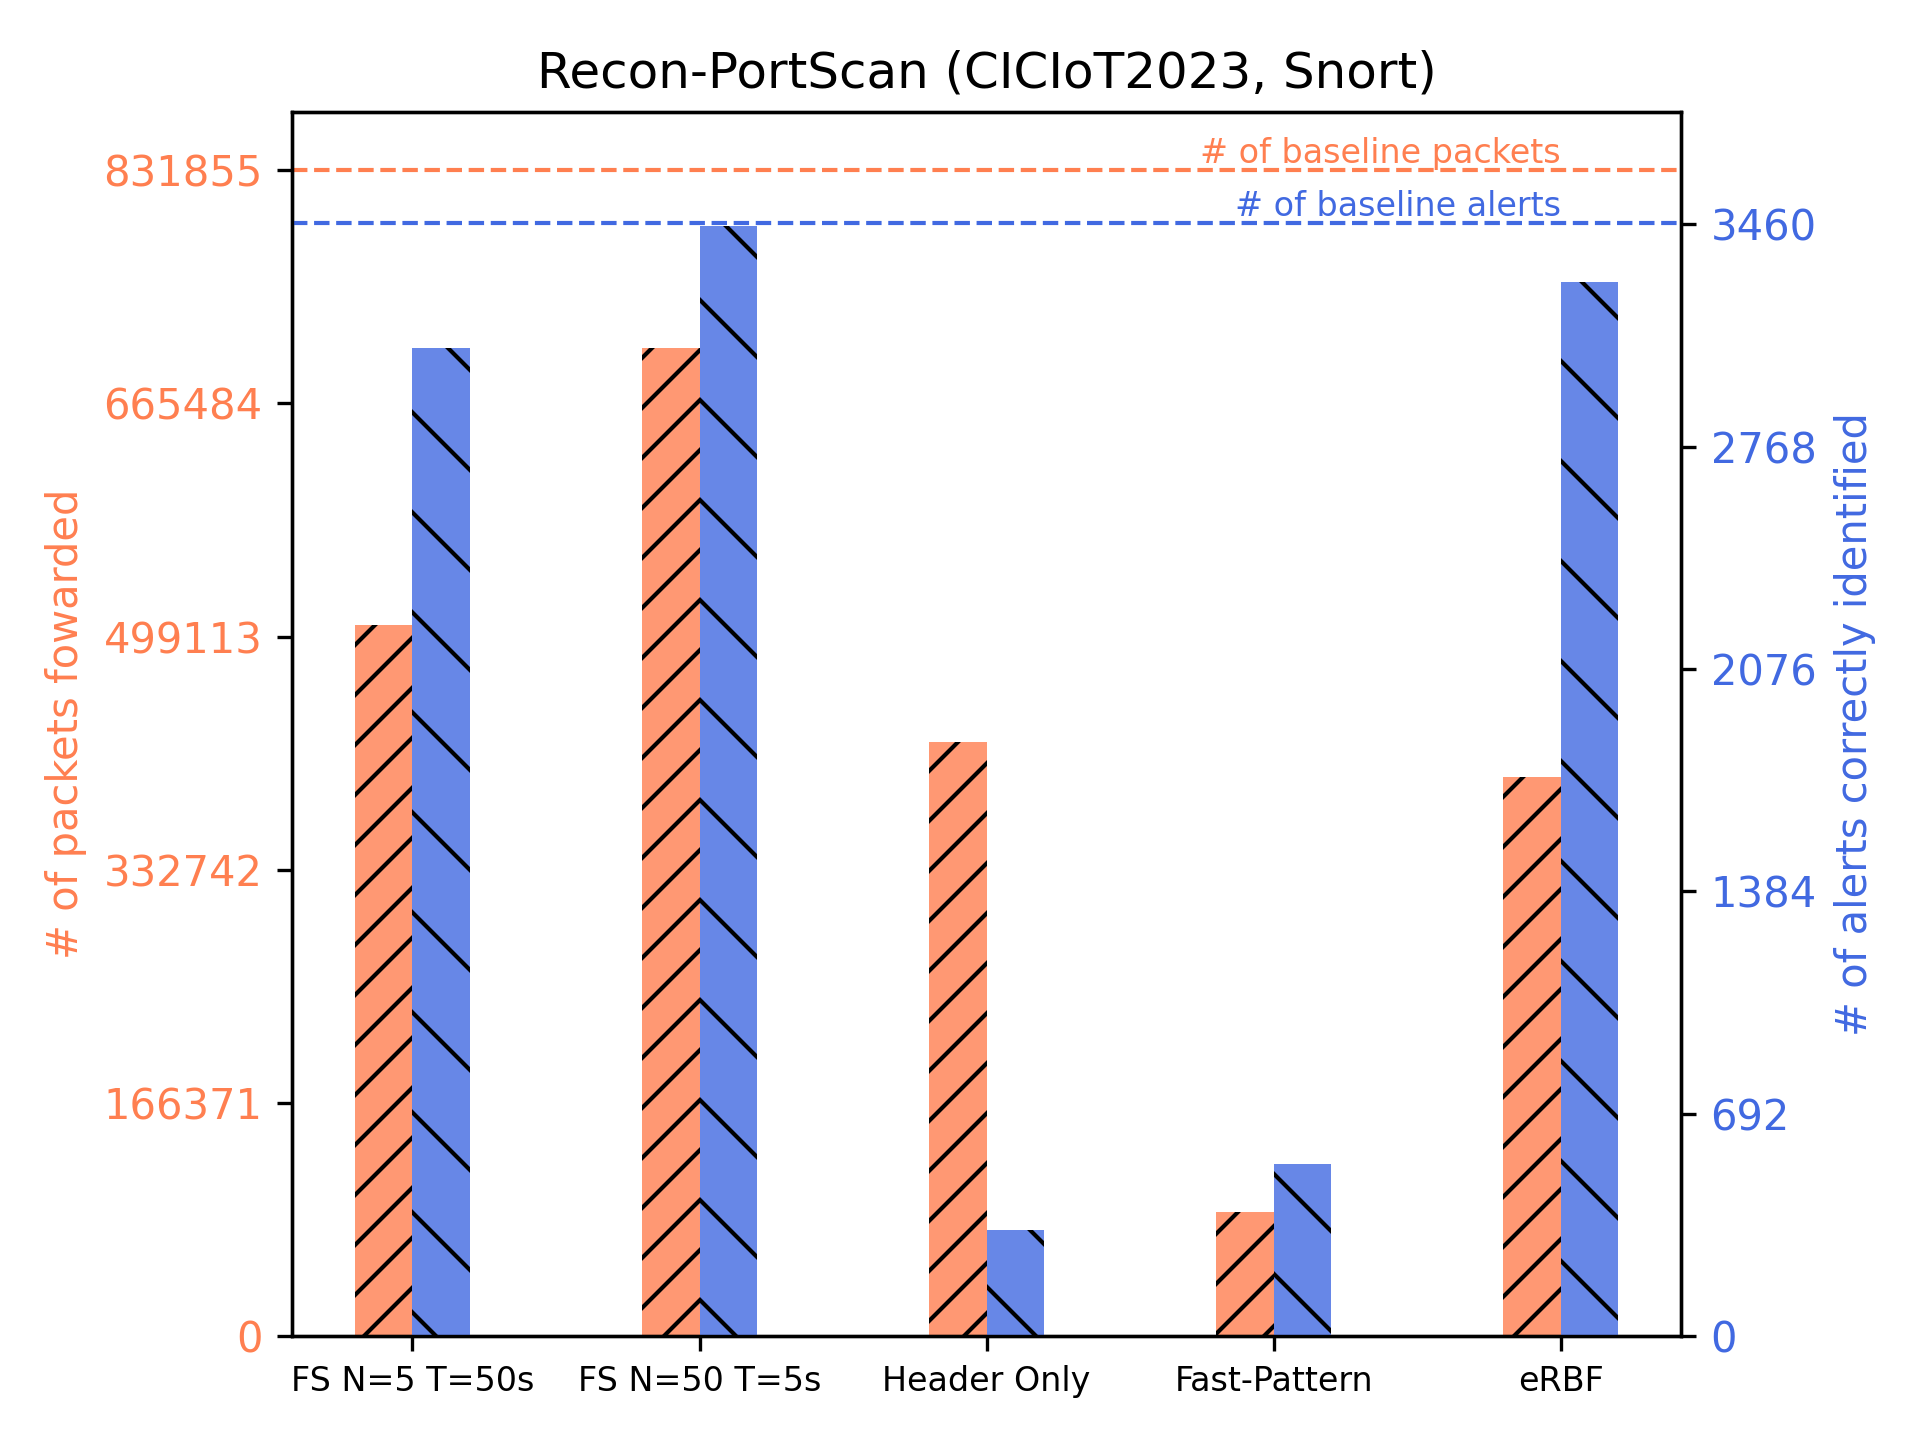 Recon-PortScan (CICIoT2023, Snort)
# of baseline packets
# of baseline alerts
831855
665484
499113
332742
166371
0
# of packets fowarded
3460
2768
2076
1384
692
0
# of alerts correctly identified
FS N=5 T=50s
FS N=50 T=5s
Header Only
Fast-Pattern
eRBF